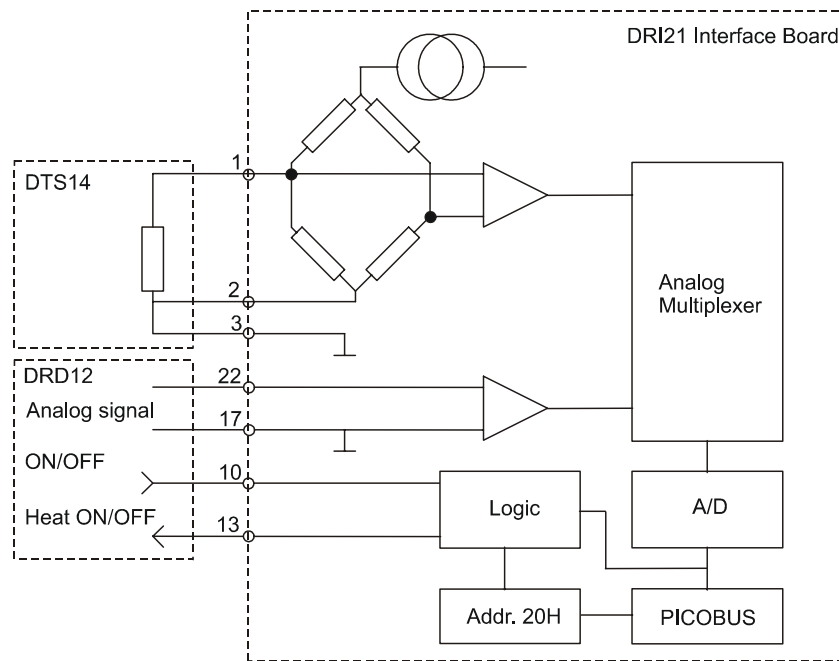 DRI21 Interface Board
1
DTS14
2
3
Analog
Multiplexer
DRD12
22
Analog signal
17
ON/OFF
10
Heat ON/OFF
13
Logic
A/D
Addr. 20H
PICOBUS